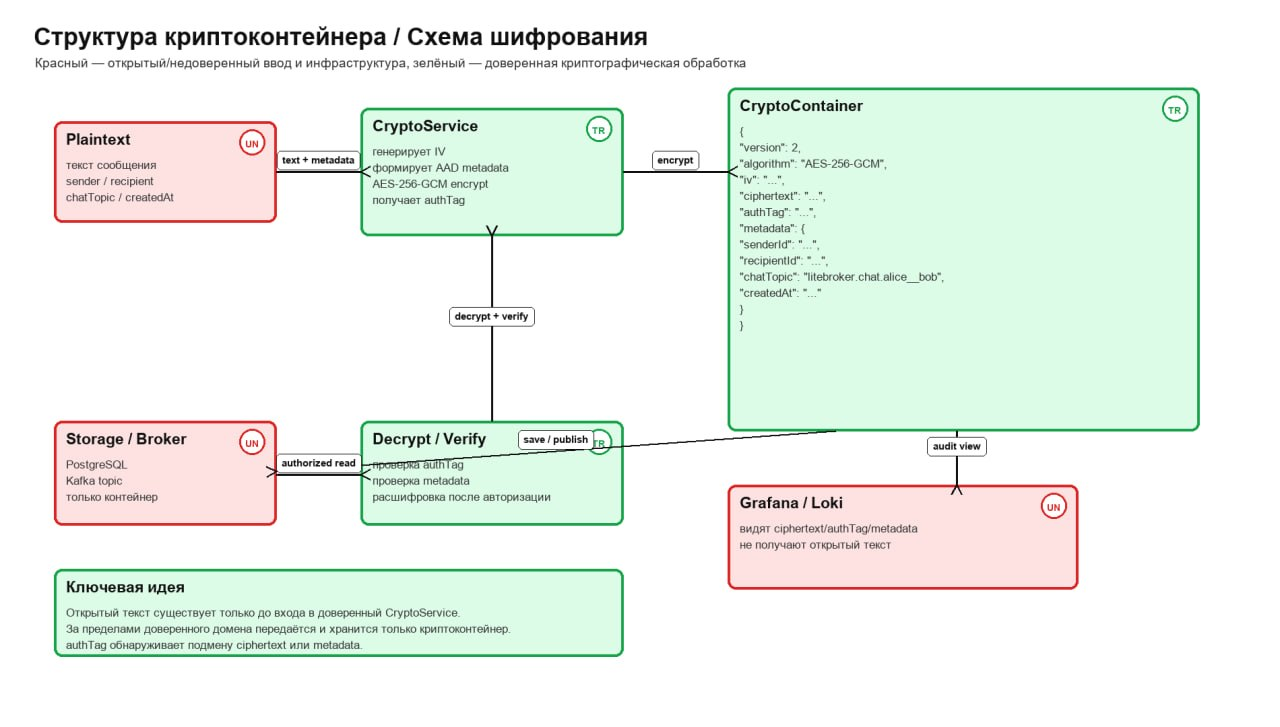 Структура криптоконтейнера / Схема шифрования
Красный — открытый/недоверенный ввод и инфраструктура, зелёный — доверенная криптографическая обработка
Plaintext
UN
текст сообщения
sender / recipient
chatTopic / createdAt
text + metadata
CryptoService
TR
генерирует IV
формирует AAD metadata
AES-256-GCM encrypt
получает authTag
encrypt
CryptoContainer
TR
{
"version": 2,
"algorithm": "AES-256-GCM",
"iv": "...",
"ciphertext": "...",
"authTag": "...",
"metadata": {
"senderId": "...",
"recipientId": "...",
"chatTopic": "litebroker.chat.alice__bob",
"createdAt": "..."
}
}
decrypt + verify
Storage / Broker
UN
PostgreSQL
Kafka topic
только контейнер
authorized read
Decrypt / Verify
save / publish
TR
проверка authTag
проверка metadata
расшифровка после авторизации
audit view
Grafana / Loki
UN
видят ciphertext/authTag/metadata
не получают открытый текст
Ключевая идея
Открытый текст существует только до входа в доверенный CryptoService.
За пределами доверенного домена передаётся и хранится только криптоконтейнер.
authTag обнаруживает подмену ciphertext или metadata.